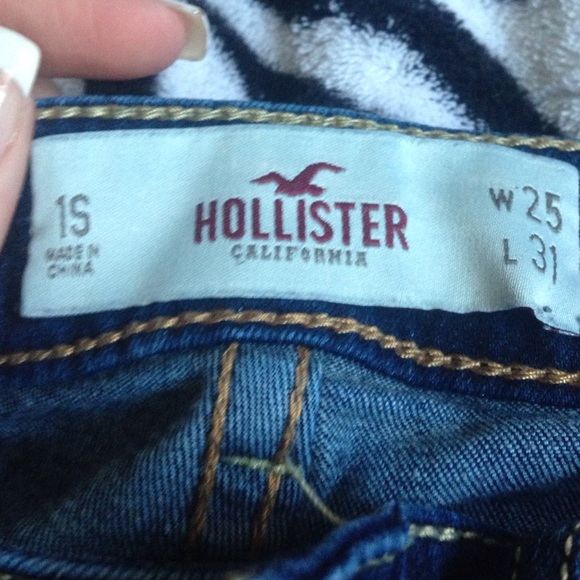 1S
MADE IN
CHINA
HOLLISTER
CALIFORNIA
W 25
L 31